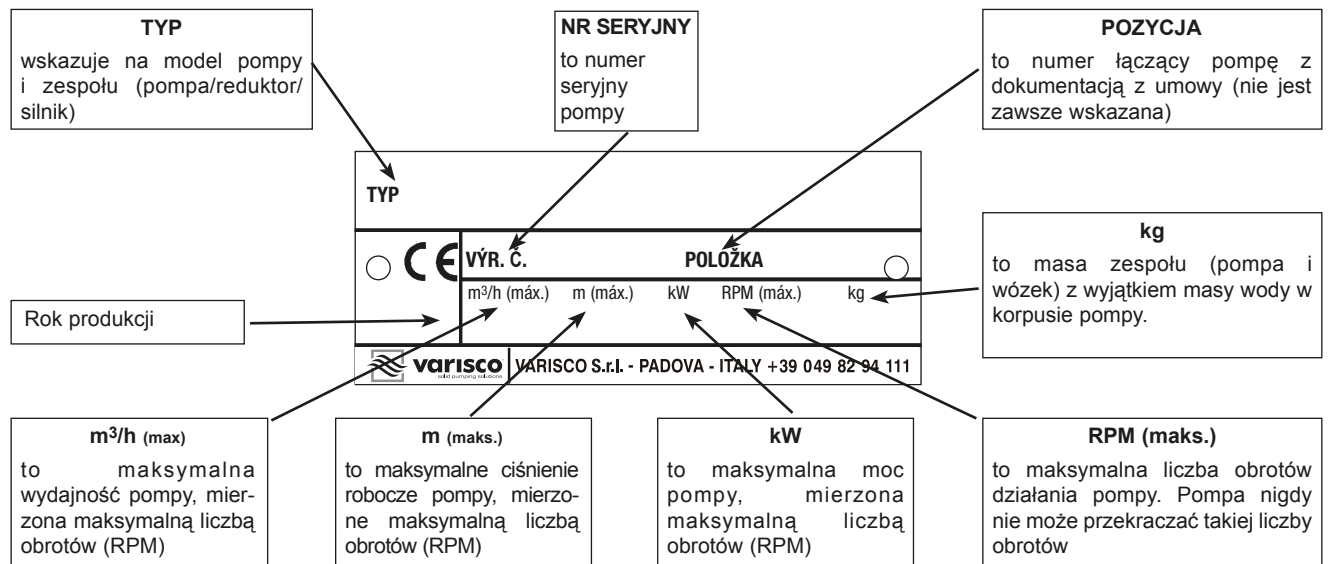 TYP
wskazuje na model pompy
i zespołu (pompa/reduktor/
silnik)
NR SERYJNY
to numer
seryjny
pompy
POZYCJA
to numer łączący pompę z
dokumentacją z umowy (nie jest
zawsze wskazana)
TYP
CE
VÝR. Č. POLOŽKA
m³/h (máx.) m (máx.) kW RPM (máx.) kg
varisco
solid pumping solutions
VARISCO S.r.l. - PADOVA - ITALY +39 049 82 94 111
kg
to masa zespołu (pompa i
wózek) z wyjątkiem masy wody w
korpusie pompy.
Rok produkcji
m³/h (max)
to maksymalna
wydajność pompy, mier-
zona maksymalną liczbą
obrotów (RPM)
m (maks.)
to maksymalne ciśnienie
robocze pompy, mierzo-
ne maksymalną liczbą
obrotów (RPM)
kW
to maksymalna moc
pompy, mierzona
maksymalną liczbą
obrotów (RPM)
RPM (maks.)
to maksymalna liczba obrotów
działania pompy. Pompa nigdy
nie może przekraczać takiej liczby
obrotów